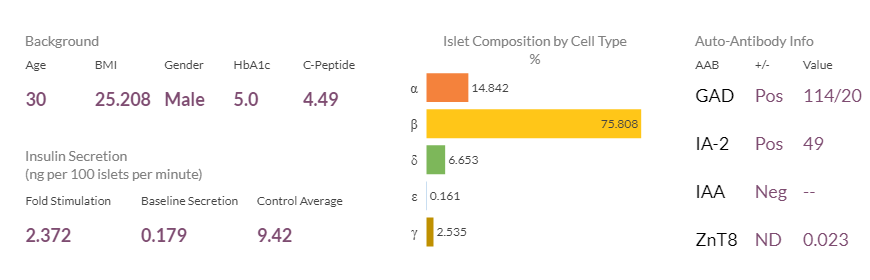 Background
Age BMI Gender HbA1c C-Peptide
30 25.208 Male 5.0 4.49
Insulin Secretion
(ng per 100 islets per minute)
Fold Stimulation Baseline Secretion Control Average
2.372 0.179 9.42
Islet Composition by Cell Type
%
α 14.842
β 75.808
δ 6.653
ε 0.161
γ 2.535
Auto-Antibody Info
AAB +/- Value
GAD Pos 114/20
IA-2 Pos 49
IAA Neg --
ZnT8 ND 0.023